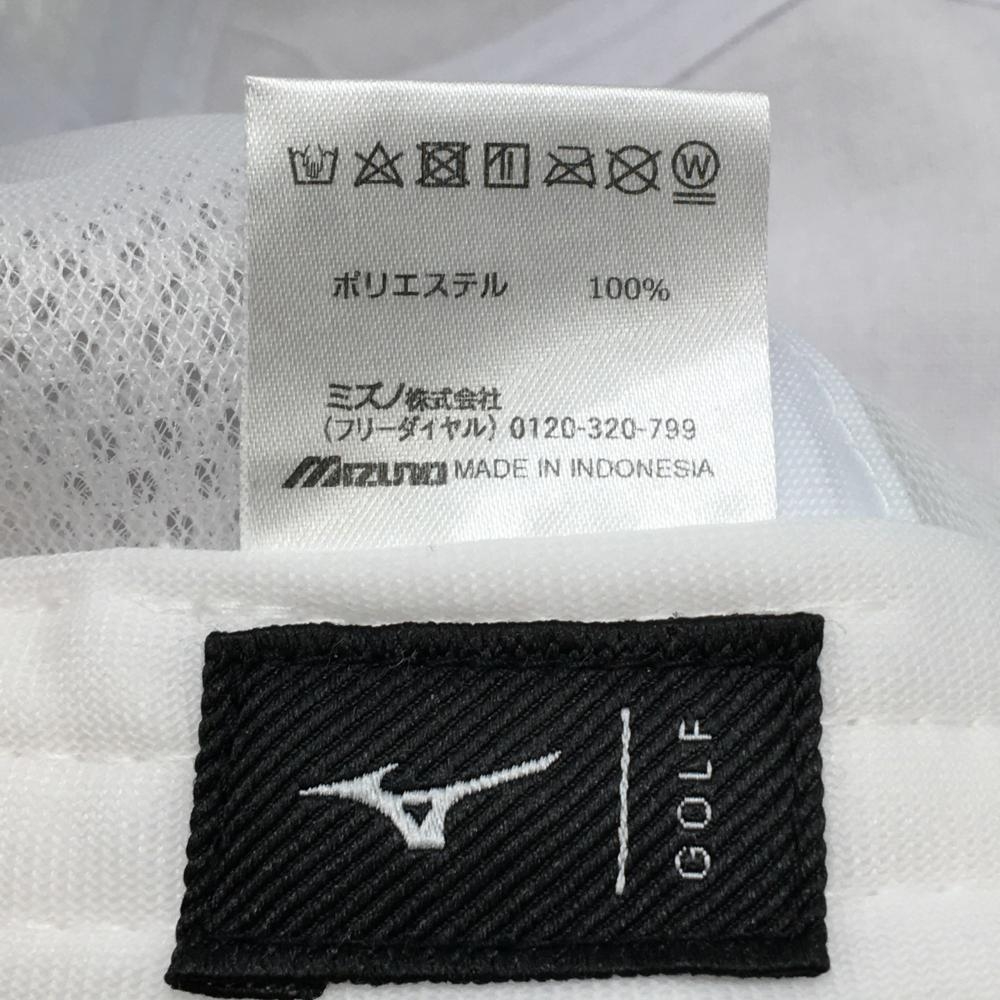 W
ポリエステル 100%
ミズノ株式会社
(フリーダイヤル) 0120-320-799
MIZUNO MADE IN INDONESIA
GOLF